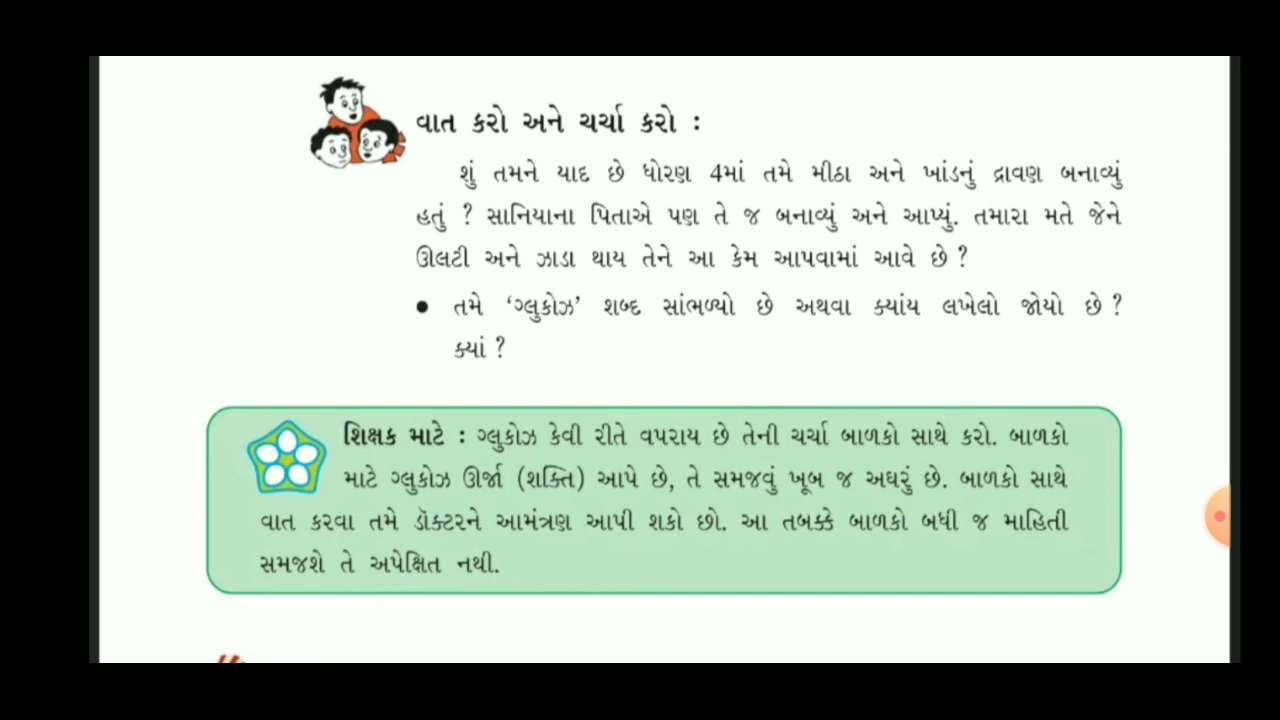 વાત કરો અને ચર્ચા કરો :
શું તમને યાદ છે ધોરણ 4માં તમે મીઠા અને ખાંડનું દ્રાવણ બનાવ્યું
હતું ? સાનિયાના પિતાએ પણ તે જ બનાવ્યું અને આપ્યું. તમારા મતે જેને
ઊલટી અને ઝાડા થાય તેને આ કેમ આપવામાં આવે છે ?
• તમે ‘ગ્લુકોઝ’ શબ્દ સાંભળ્યો છે અથવા ક્યાંય લખેલો જોયો છે ?
ક્યાં ?
શિક્ષક માટે : ગ્લુકોઝ કેવી રીતે વપરાય છે તેની ચર્ચા બાળકો સાથે કરો. બાળકો
માટે ગ્લુકોઝ ઊર્જા (શક્તિ) આપે છે, તે સમજવું ખૂબ જ અઘરું છે. બાળકો સાથે
વાત કરવા તમે ડૉક્ટરને આમંત્રણ આપી શકો છો. આ તબક્કે બાળકો બધી જ માહિતી
સમજશે તે અપેક્ષિત નથી.